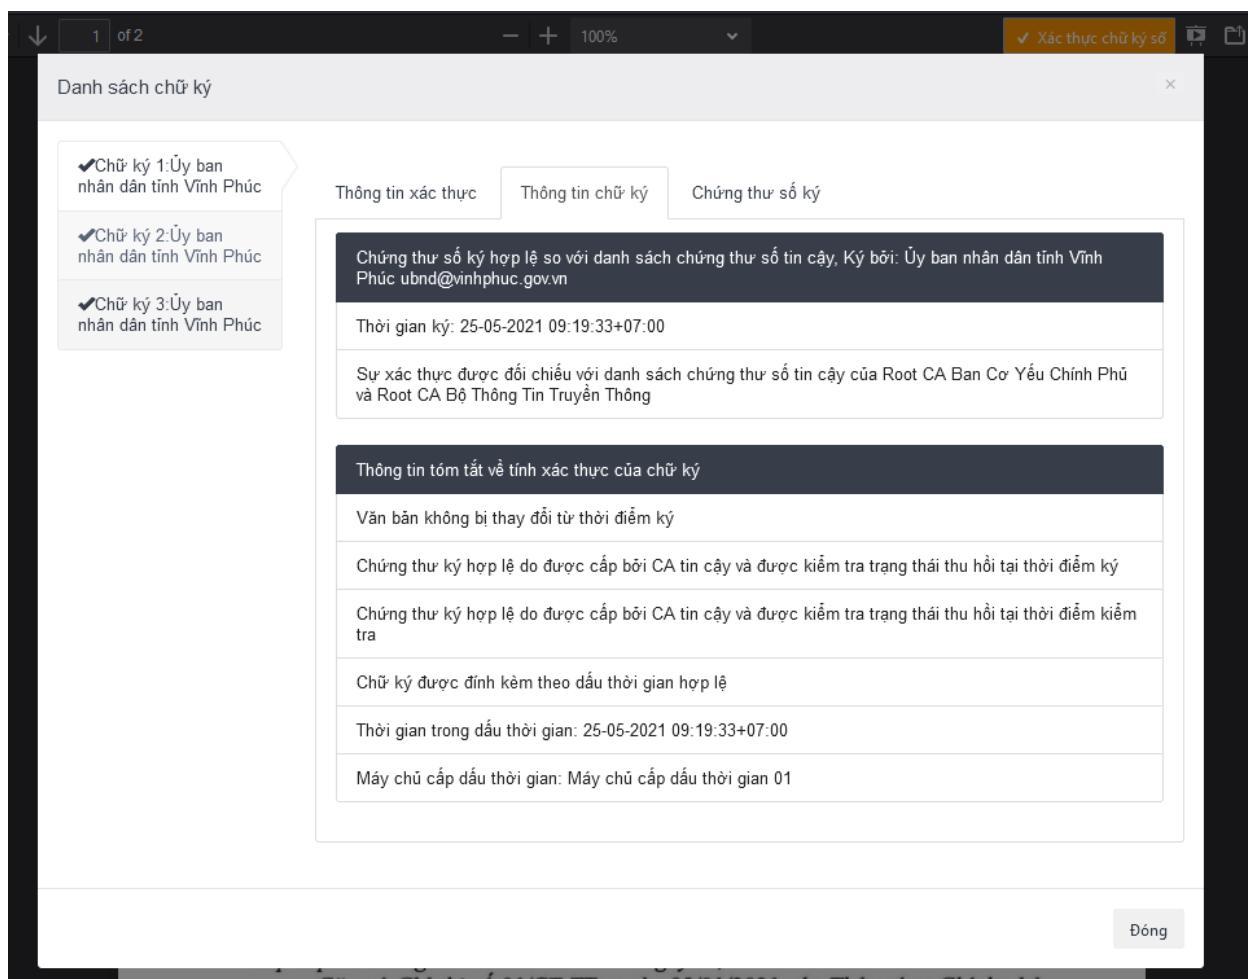 1 of 2
100%
Xác thực chữ ký số
Danh sách chữ ký
Chữ ký 1:Ủy ban
nhân dân tỉnh Vĩnh Phúc
Chữ ký 2:Ủy ban
nhân dân tỉnh Vĩnh Phúc
Chữ ký 3:Ủy ban
nhân dân tỉnh Vĩnh Phúc
Thông tin xác thực
Thông tin chữ ký
Chứng thư số ký
Chứng thư số ký hợp lệ so với danh sách chứng thư số tin cậy, Ký bởi: Ủy ban nhân dân tỉnh Vĩnh
Phúc ubnd@vinhphuc.gov.vn
Thời gian ký: 25-05-2021 09:19:33+07:00
Sự xác thực được đối chiếu với danh sách chứng thư số tin cậy của Root CA Ban Cơ Yếu Chính Phủ
và Root CA Bộ Thông Tin Truyền Thông
Thông tin tóm tắt về tính xác thực của chữ ký
Văn bản không bị thay đổi từ thời điểm ký
Chứng thư ký hợp lệ do được cấp bởi CA tin cậy và được kiểm tra trạng thái thu hồi tại thời điểm ký
Chứng thư ký hợp lệ do được cấp bởi CA tin cậy và được kiểm tra trạng thái thu hồi tại thời điểm kiểm
tra
Chữ ký được đính kèm theo dấu thời gian hợp lệ
Thời gian trong dấu thời gian: 25-05-2021 09:19:33+07:00
Máy chủ cấp dấu thời gian: Máy chủ cấp dấu thời gian 01
Đóng